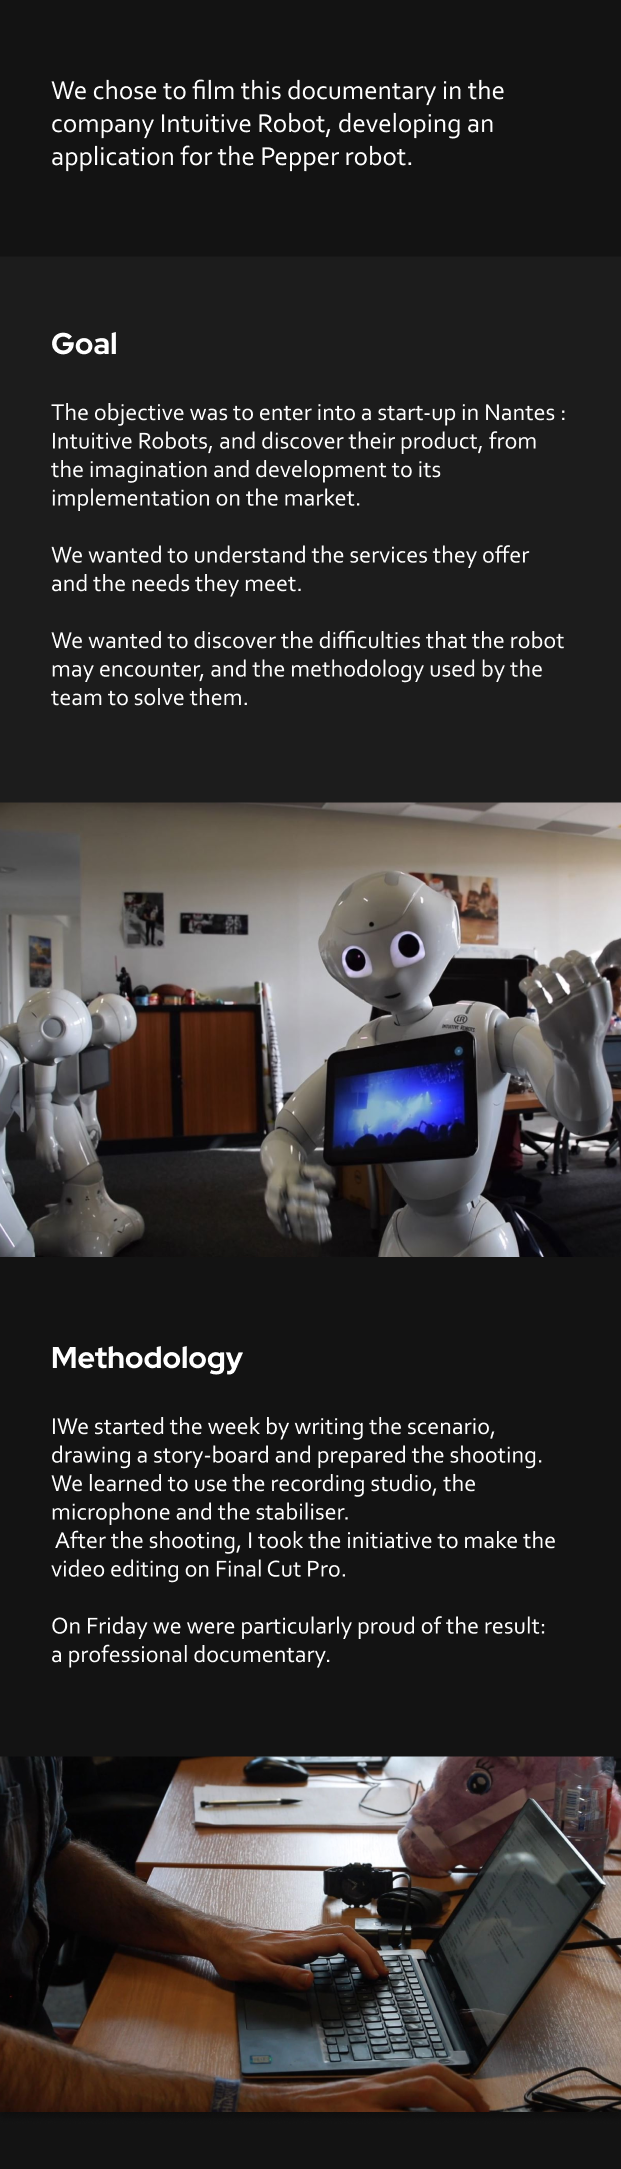 We chose to film this documentary in the
company Intuitive Robot, developing an
application for the Pepper robot.
Goal
The objective was to enter into a start-up in Nantes :
Intuitive Robots, and discover their product, from
the imagination and development to its
implementation on the market.
We wanted to understand the services they offer
and the needs they meet.
We wanted to discover the difficulties that the robot
may encounter, and the methodology used by the
team to solve them.
Methodology
IWe started the week by writing the scenario,
drawing a story-board and prepared the shooting.
We learned to use the recording studio, the
microphone and the stabiliser.
After the shooting, I took the initiative to make the
video editing on Final Cut Pro.
On Friday we were particularly proud of the result:
a professional documentary.